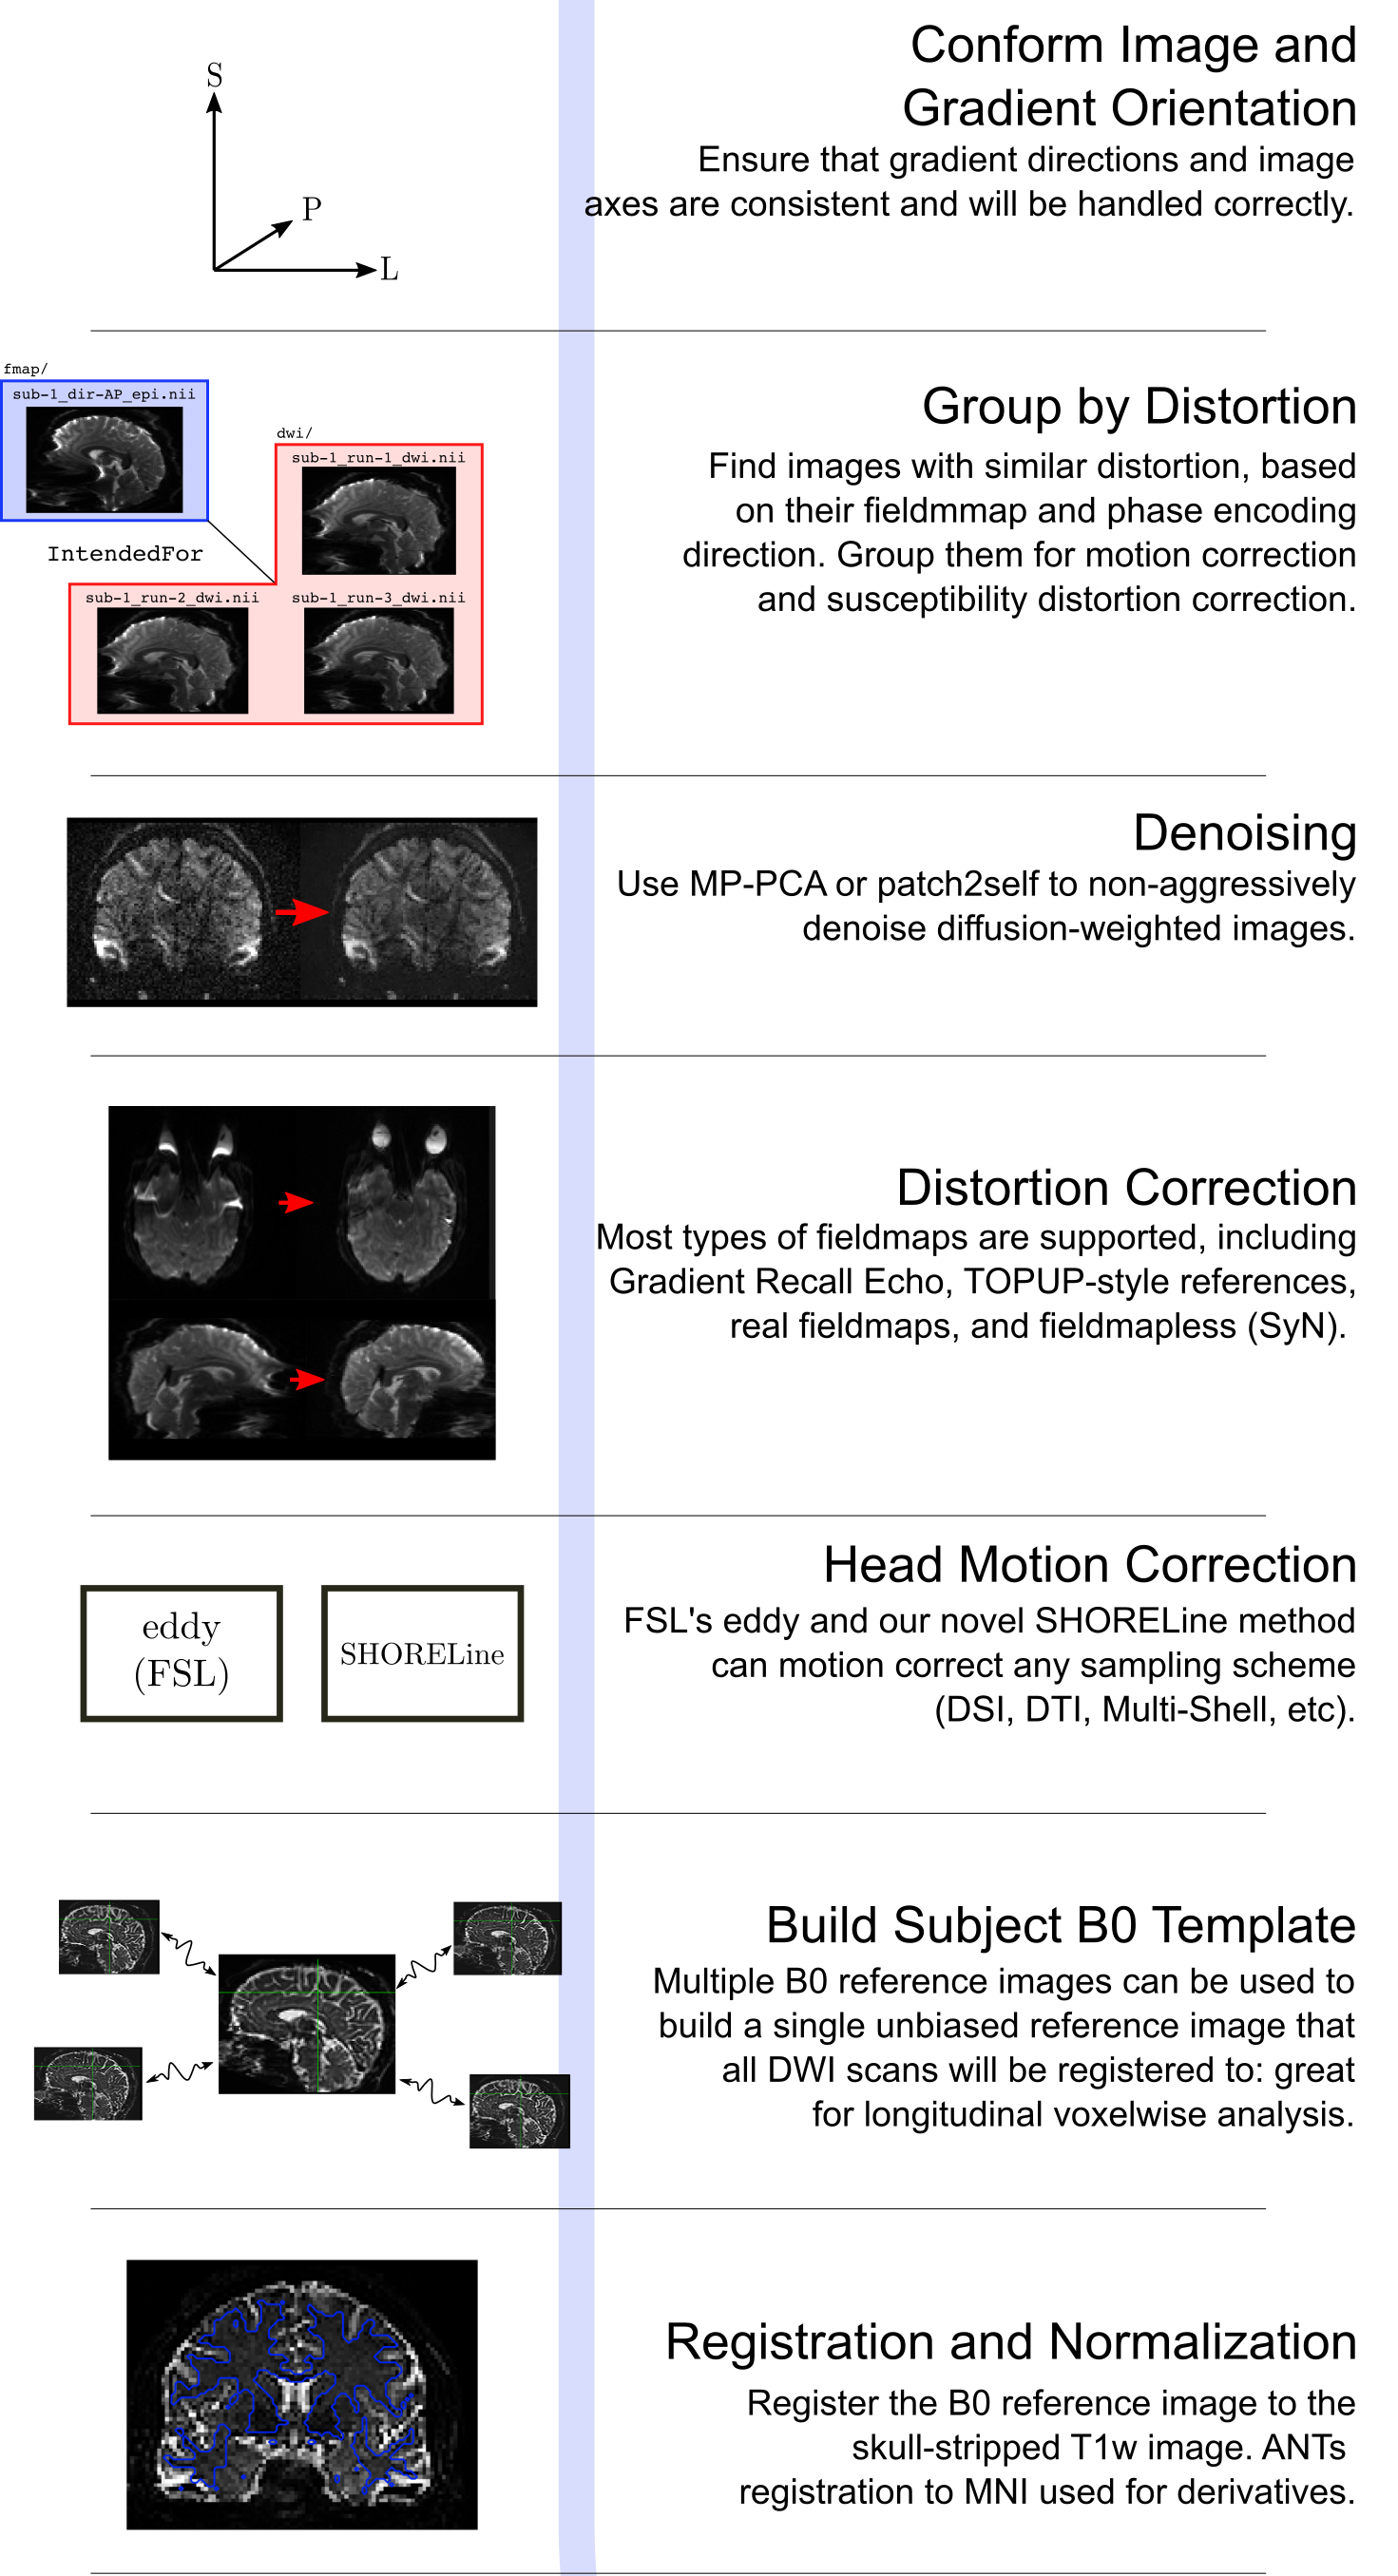 S
P
L
Conform Image and
Gradient Orientation
Ensure that gradient directions and image
axes are consistent and will be handled correctly.
fmap/
sub-1_dir-AP_epi.nii
dwi/
sub-1_run-1_dwi.nii
IntendedFor
sub-1_run-2_dwi.nii
sub-1_run-3_dwi.nii
Group by Distortion
Find images with similar distortion, based
on their fieldmmap and phase encoding
direction. Group them for motion correction
and susceptibility distortion correction.
Denoising
Use MP-PCA or patch2self to non-aggressively
denoise diffusion-weighted images.
Distortion Correction
Most types of fieldmaps are supported, including
Gradient Recall Echo, TOPUP-style references,
real fieldmaps, and fieldmapless (SyN).
eddy
(FSL)
SHORELine
Head Motion Correction
FSL's eddy and our novel SHORELine method
can motion correct any sampling scheme
(DSI, DTI, Multi-Shell, etc).
Build Subject B0 Template
Multiple B0 reference images can be used to
build a single unbiased reference image that
all DWI scans will be registered to: great
for longitudinal voxelwise analysis.
Registration and Normalization
Register the B0 reference image to the
skull-stripped T1w image. ANTs
registration to MNI used for derivatives.